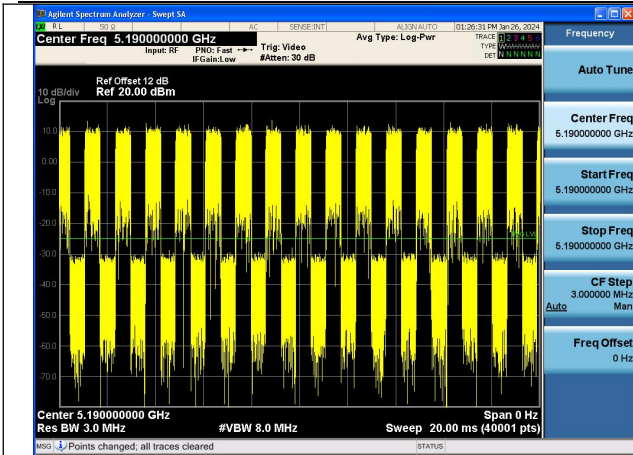 Agilent Spectrum Analyzer - Swept SA
RL 50 Ω AC SENSE:INT ALIGN AUTO 01:26:31 PM Jan 26, 2024
Center Freq 5.190000000 GHz
Input: RF PNO: Fast Trig: Video Avg Type: Log-Pwr TRACE 1 2 3 4 5 6
IFGain:Low #Atten: 30 dB TYPE WWWWWW
DET N N N N N N
Ref Offset 12 dB
10 dB/div Ref 20.00 dBm
Log
10.0
0.00
-10.0
-20.0
-30.0
-40.0
-50.0
-60.0
-70.0
Center 5.190000000 GHz Span 0 Hz
Res BW 3.0 MHz #VBW 8.0 MHz Sweep 20.00 ms (40001 pts)
MSG Points changed; all traces cleared STATUS
Frequency
Auto Tune
Center Freq
5.190000000 GHz
Start Freq
5.190000000 GHz
Stop Freq
5.190000000 GHz
CF Step
3.000000 MHz
Auto Man
Freq Offset
0 Hz